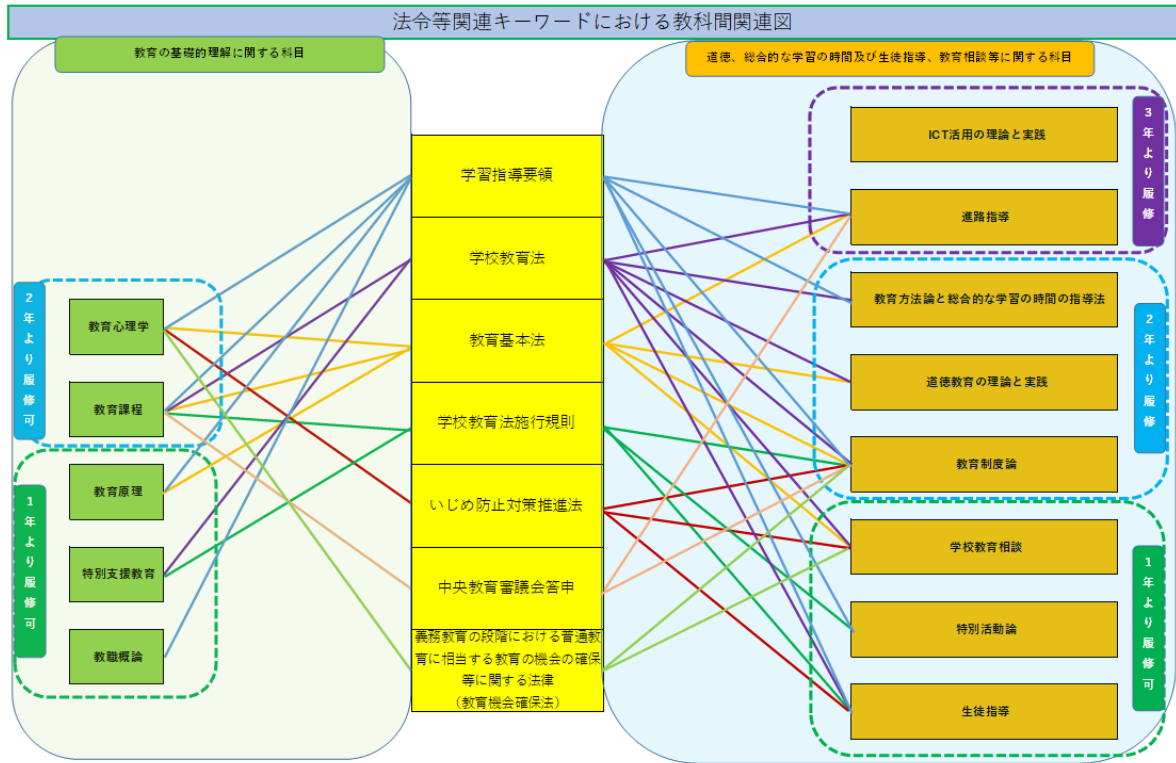 法令等関連キーワードにおける教科間関連図
教育の基礎的理解に関する科目
道徳、総合的な学習の時間及び生徒指導、教育相談等に関する科目
2年より履修可
教育心理学
教育課程
1年より履修可
教育原理
特別支援教育
教職概論
学習指導要領
学校教育法
教育基本法
学校教育法施行規則
いじめ防止対策推進法
中央教育審議会答申
義務教育の段階における普通教
育に相当する教育の機会の確保
等に関する法律
（教育機会確保法）
3年より履修
ICT活用の理論と実践
進路指導
2年より履修
教育方法論と総合的な学習の時間の指導法
道徳教育の理論と実践
教育制度論
1年より履修可
学校教育相談
特別活動論
生徒指導